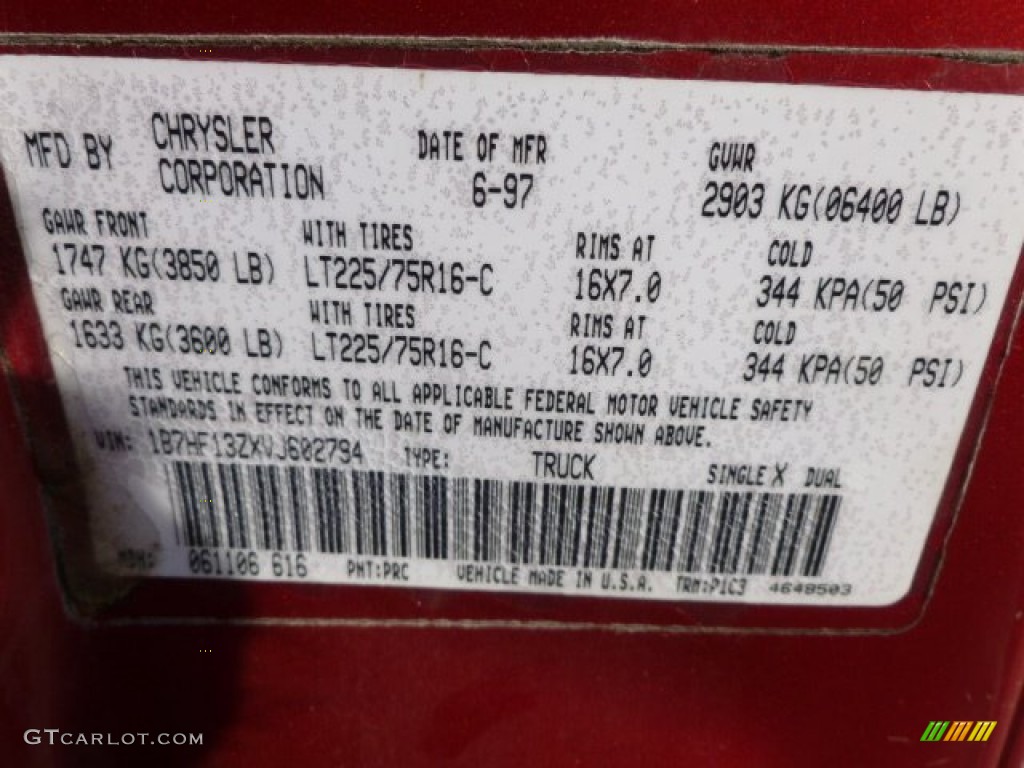 MFD BY CHRYSLER CORPORATION DATE OF MFR 6-97 GVWR 2903 KG(06400 LB)
GAWR FRONT WITH TIRES RIMS AT COLD
1747 KG(3850 LB) LT225/75R16-C 16X7.0 344 KPA(50 PSI)
GAWR REAR WITH TIRES RIMS AT COLD
1633 KG(3600 LB) LT225/75R16-C 16X7.0 344 KPA(50 PSI)
THIS VEHICLE CONFORMS TO ALL APPLICABLE FEDERAL MOTOR VEHICLE SAFETY
STANDARDS IN EFFECT ON THE DATE OF MANUFACTURE SHOWN ABOVE.
VIN: 1B7HF13ZXVJ602794 TYPE: TRUCK SINGLE X DUAL
MDH: 061106 616 PNT:PRC VEHICLE MADE IN U.S.A. TRM:P1C3 4648503
GTCARLOT.COM